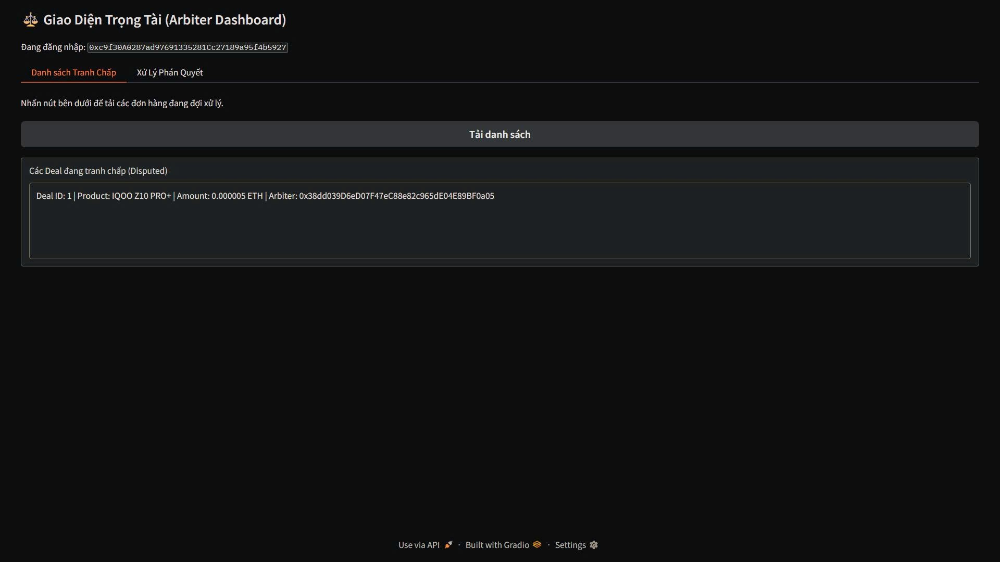 Giao Diện Trọng Tài (Arbiter Dashboard)
Đang đăng nhập: 0xc9f30A0287ad97691335281Cc27189a95f4b5927
Danh sách Tranh Chấp Xử Lý Phán Quyết
Nhấn nút bên dưới để tải các đơn hàng đang đợi xử lý.
Tải danh sách
Các Deal đang tranh chấp (Disputed)
Deal ID: 1 | Product: IQOO Z10 PRO+ | Amount: 0.000005 ETH | Arbiter: 0x38dd039D6eD07F47eC88e82c965dE04E89BF0a05
Use via API · Built with Gradio · Settings